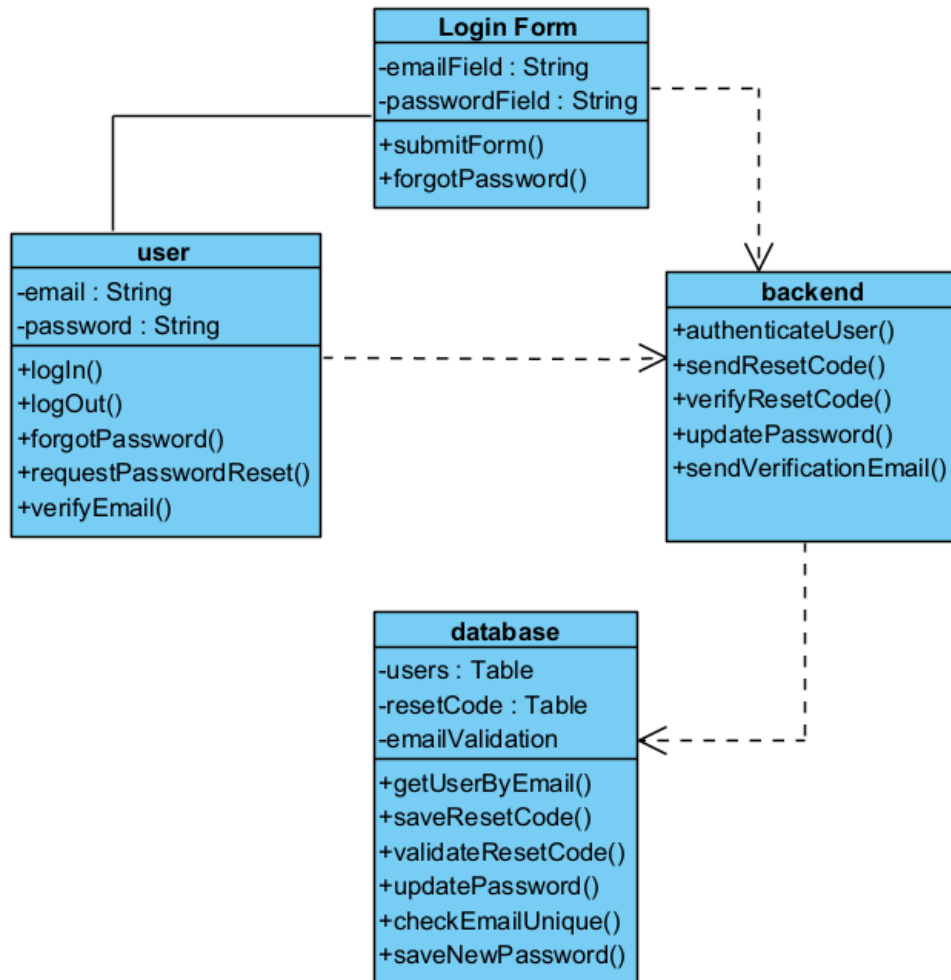 Login Form
-emailField : String
-passwordField : String
+submitForm()
+forgotPassword()
user
-email : String
-password : String
+logIn()
+logOut()
+forgotPassword()
+requestPasswordReset()
+verifyEmail()
backend
+authenticateUser()
+sendResetCode()
+verifyResetCode()
+updatePassword()
+sendVerificationEmail()
database
-users : Table
-resetCode : Table
-emailValidation
+getUserByEmail()
+saveResetCode()
+validateResetCode()
+updatePassword()
+checkEmailUnique()
+saveNewPassword()